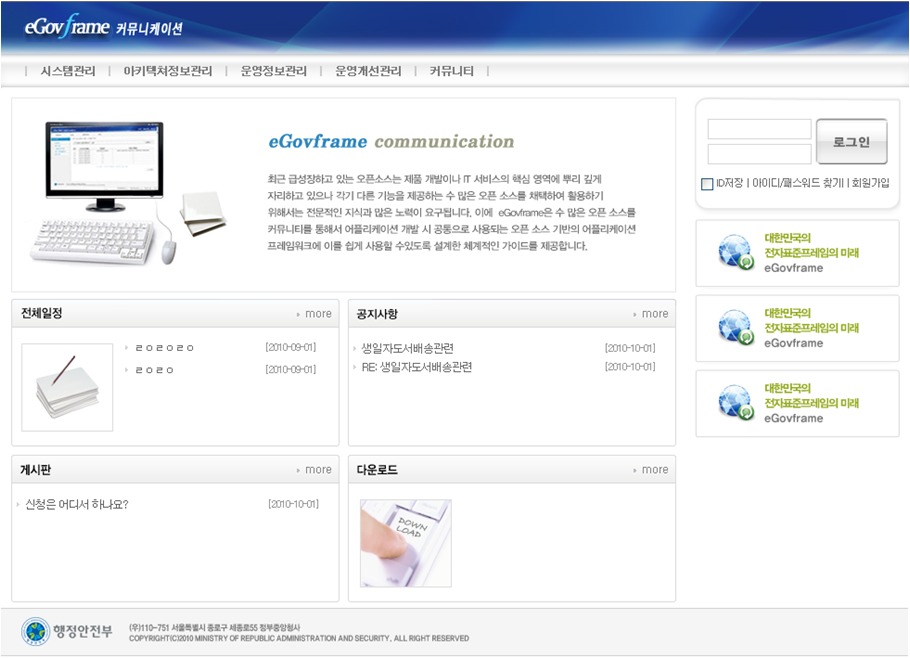 eGovframe 커뮤니케이션
시스템관리 | 아키텍쳐정보관리 | 운영정보관리 | 운영개선관리 | 커뮤니티
eGovframe communication
최근 급성장하고 있는 오픈소스는 제품 개발이나 IT 서비스의 핵심 영역에 뿌리 깊게
자리하고 있으나 각기 다른 기능을 제공하는 수 많은 오픈 소스를 채택하여 활용하기
위해서는 전문적인 지식과 많은 노력이 요구됩니다. 이에 eGovframe은 수 많은 오픈 소스를
커뮤니티를 통해서 어플리케이션 개발 시 공통으로 사용되는 오픈 소스 기반의 어플리케이션
프레임워크에 이를 쉽게 사용할 수있도록 설계한 체계적인 가이드를 제공합니다.
로그인
ID저장 | 아이디/패스워드 찾기 | 회원가입
대한민국의
전자표준프레임의 미래
eGovframe
대한민국의
전자표준프레임의 미래
eGovframe
대한민국의
전자표준프레임의 미래
eGovframe
전체일정 more
ㄹㅇㄹㅇㄹㅇ [2010-09-01]
ㄹㅇㄹㅇ [2010-09-01]
공지사항 more
생일자도서배송관련 [2010-10-01]
RE: 생일자도서배송관련 [2010-10-01]
게시판 more
신청은 어디서 하나요? [2010-10-01]
다운로드 more
DOWN
LOAD
행정안전부
(우)110-751 서울특별시 종로구 세종로55 정부중앙청사
COPYRIGHT(C)2010 MINISTRY OF REPUBLIC ADMINISTRATION AND SECURITY. ALL RIGHT RESERVED